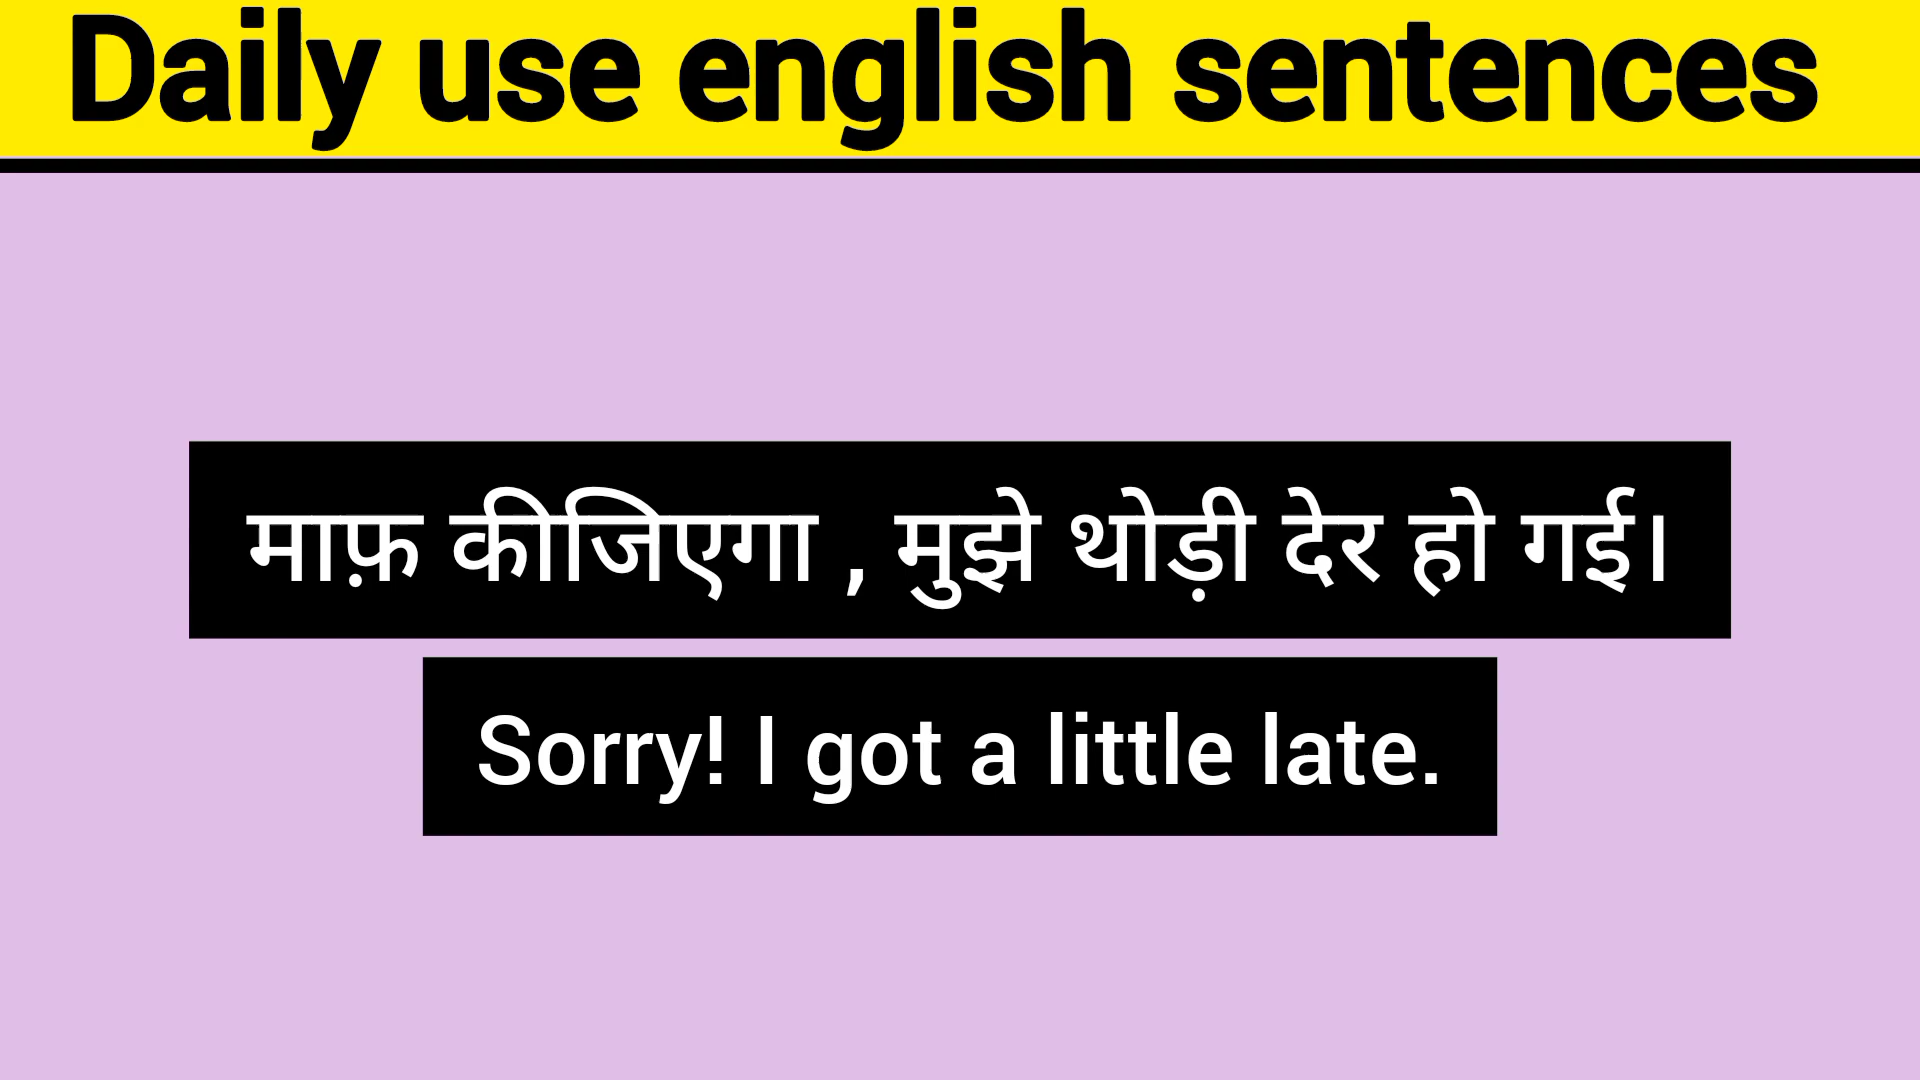 Daily use english sentences
माफ़ कीजिएगा , मुझे थोड़ी देर हो गई।
Sorry! I got a little late.